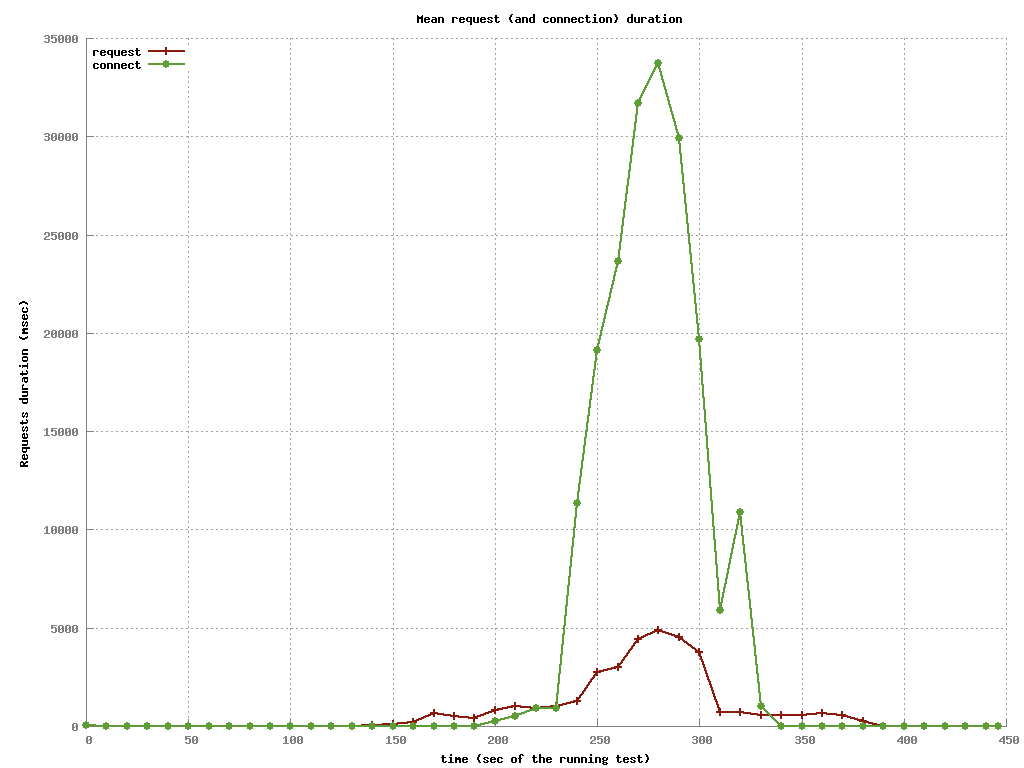 Mean request (and connection) duration
request
connect
35000
30000
25000
20000
15000
10000
5000
0
Requests duration (msec)
0 50 100 150 200 250 300 350 400 450
time (sec of the running test)